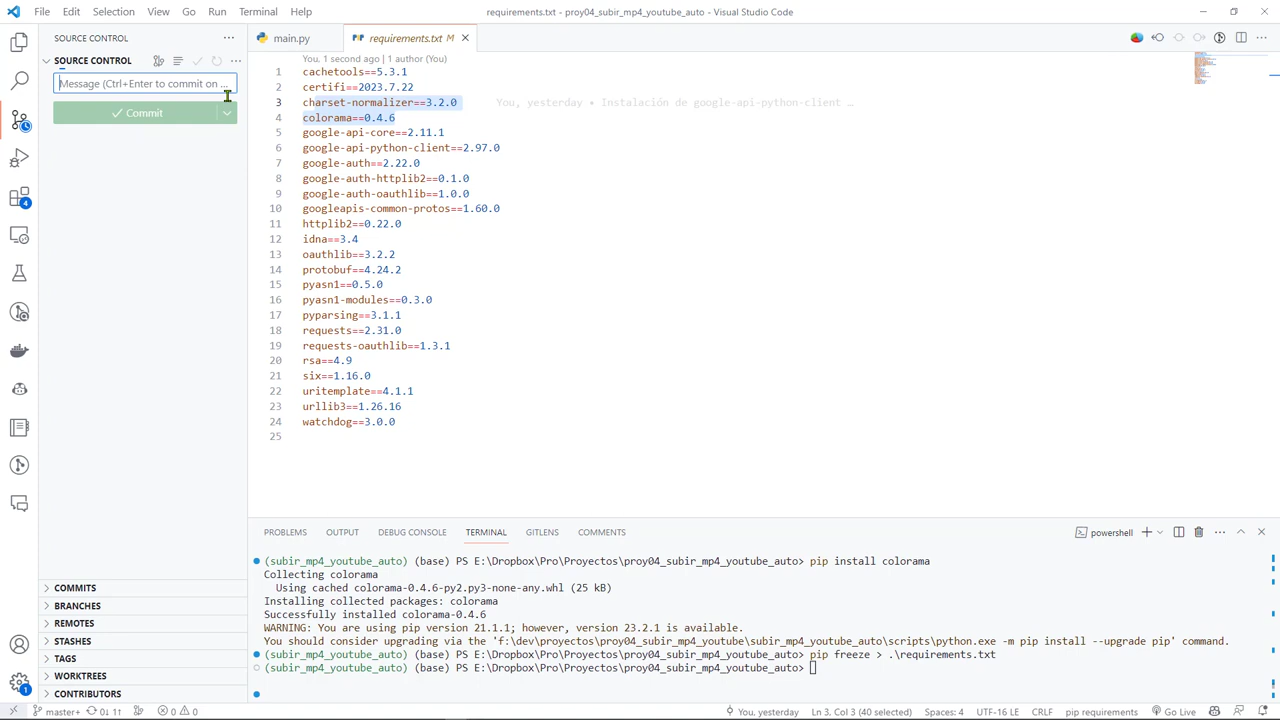 File Edit Selection View Go Run Terminal Help
requirements.txt - proy04_subir_mp4_youtube_auto - Visual Studio Code
SOURCE CONTROL
SOURCE CONTROL
Message (Ctrl+Enter to commit on ...
Commit
4
1
COMMITS
BRANCHES
REMOTES
STASHES
TAGS
WORKTREES
CONTRIBUTORS
main.py
requirements.txt M
You, 1 second ago | 1 author (You)
1 cachetools==5.3.1
2 certifi==2023.7.22
3 charset-normalizer==3.2.0 You, yesterday • Instalación de google-api-python-client …
4 colorama==0.4.6
5 google-api-core==2.11.1
6 google-api-python-client==2.97.0
7 google-auth==2.22.0
8 google-auth-httplib2==0.1.0
9 google-auth-oauthlib==1.0.0
10 googleapis-common-protos==1.60.0
11 httplib2==0.22.0
12 idna==3.4
13 oauthlib==3.2.2
14 protobuf==4.24.2
15 pyasn1==0.5.0
16 pyasn1-modules==0.3.0
17 pyparsing==3.1.1
18 requests==2.31.0
19 requests-oauthlib==1.3.1
20 rsa==4.9
21 six==1.16.0
22 uritemplate==4.1.1
23 urllib3==1.26.16
24 watchdog==3.0.0
25
PROBLEMS OUTPUT DEBUG CONSOLE TERMINAL GITLENS COMMENTS
powershell
(subir_mp4_youtube_auto) (base) PS E:\Dropbox\Pro\Proyectos\proy04_subir_mp4_youtube_auto> pip install colorama
Collecting colorama
Using cached colorama-0.4.6-py2.py3-none-any.whl (25 kB)
Installing collected packages: colorama
Successfully installed colorama-0.4.6
WARNING: You are using pip version 21.1.1; however, version 23.2.1 is available.
You should consider upgrading via the 'f:\dev\proyectos\proy04_subir_mp4_youtube\subir_mp4_youtube_auto\scripts\python.exe -m pip install --upgrade pip' command.
(subir_mp4_youtube_auto) (base) PS E:\Dropbox\Pro\Proyectos\proy04_subir_mp4_youtube_auto> pip freeze > .\requirements.txt
(subir_mp4_youtube_auto) (base) PS E:\Dropbox\Pro\Proyectos\proy04_subir_mp4_youtube_auto>
master+ 0↓ 1↑ 0 0 You, yesterday Ln 3, Col 3 (40 selected) Spaces: 4 UTF-16 LE CRLF pip requirements Go Live